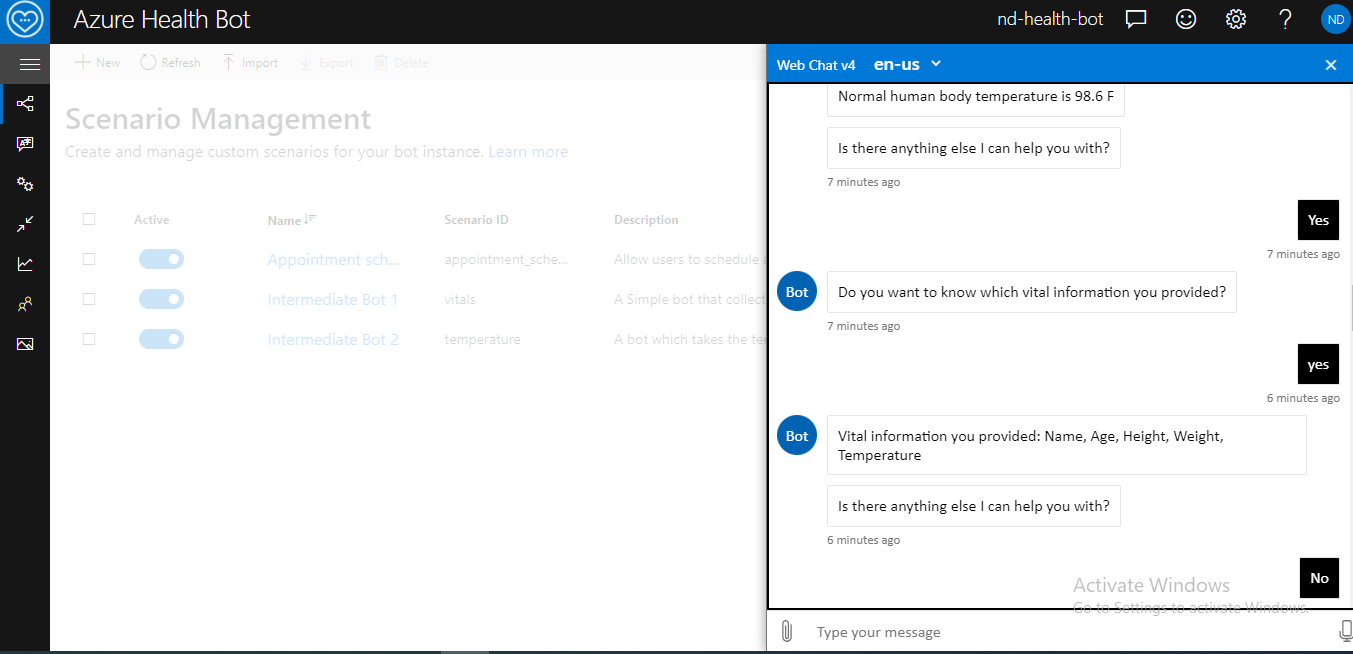 Azure Health Bot
nd-health-bot
ND
New Refresh Import Export Delete
Web Chat v4 en-us
Scenario Management
Create and manage custom scenarios for your bot instance. Learn more
Active Name Scenario ID Description
Appointment sch... appointment_sche... Allow users to schedule a
Intermediate Bot 1 vitals A Simple bot that collect
Intermediate Bot 2 temperature A bot which takes the te
Normal human body temperature is 98.6 F
Is there anything else I can help you with?
7 minutes ago
Yes
7 minutes ago
Bot
Do you want to know which vital information you provided?
7 minutes ago
yes
6 minutes ago
Bot
Vital information you provided: Name, Age, Height, Weight,
Temperature
Is there anything else I can help you with?
6 minutes ago
No
Activate Windows
Go to Settings to activate Windows.
Type your message